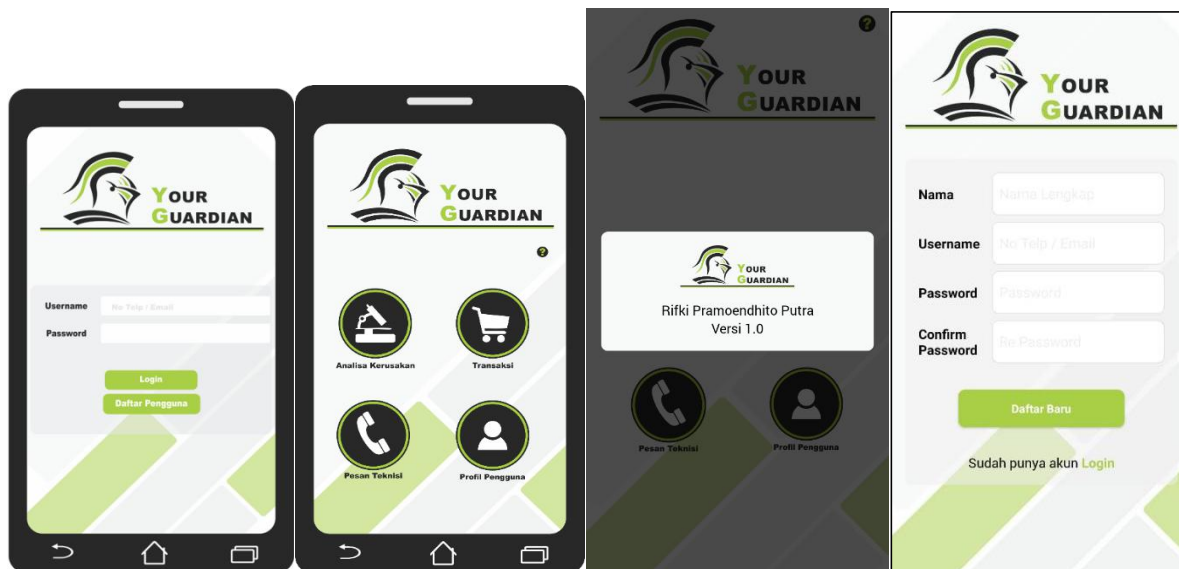 YOUR
GUARDIAN
Username
No Telp / Email
Password
Login
Daftar Pengguna
YOUR
GUARDIAN
?
Analisa Kerusakan
Transaksi
Pesan Teknisi
Profil Pengguna
?
YOUR
GUARDIAN
YOUR
GUARDIAN
Rifki Pramoendhito Putra
Versi 1.0
Pesan Teknisi
Profil Pengguna
YOUR
GUARDIAN
Nama
Nama Lengkap
Username
No Telp / Email
Password
Password
Confirm
Password
Re-Password
Daftar Baru
Sudah punya akun Login